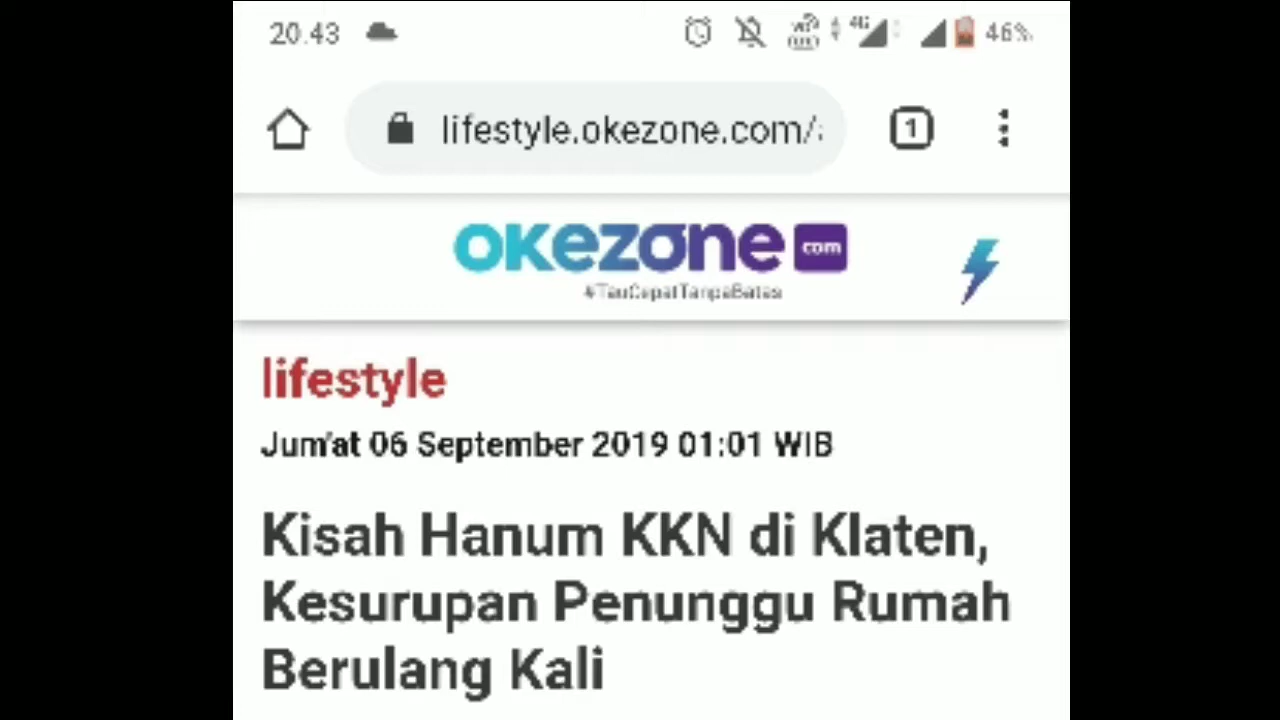 20.43 46%
lifestyle.okezone.com/
1
okezone com
#TauCepatTanpaBatas
lifestyle
Jum'at 06 September 2019 01:01 WIB
Kisah Hanum KKN di Klaten,
Kesurupan Penunggu Rumah
Berulang Kali